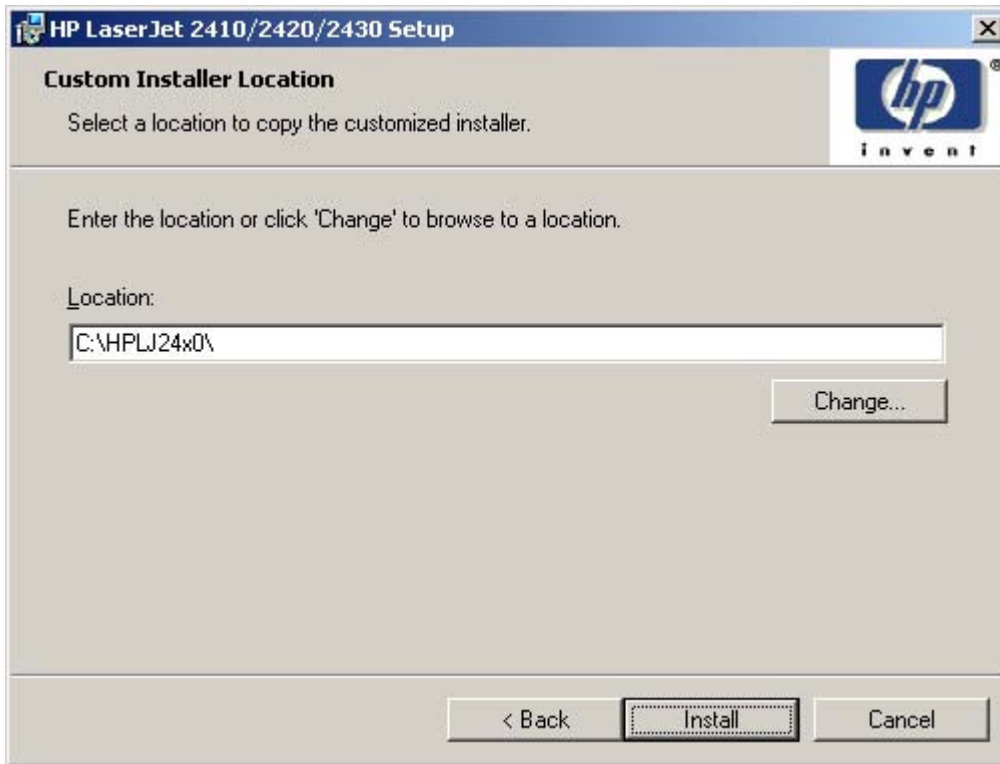 HP LaserJet 2410/2420/2430 Setup
Custom Installer Location
Select a location to copy the customized installer.
hp
®
invent
Enter the location or click 'Change' to browse to a location.
Location:
C:\HPLJ24x0\
Change...
< Back
Install
Cancel